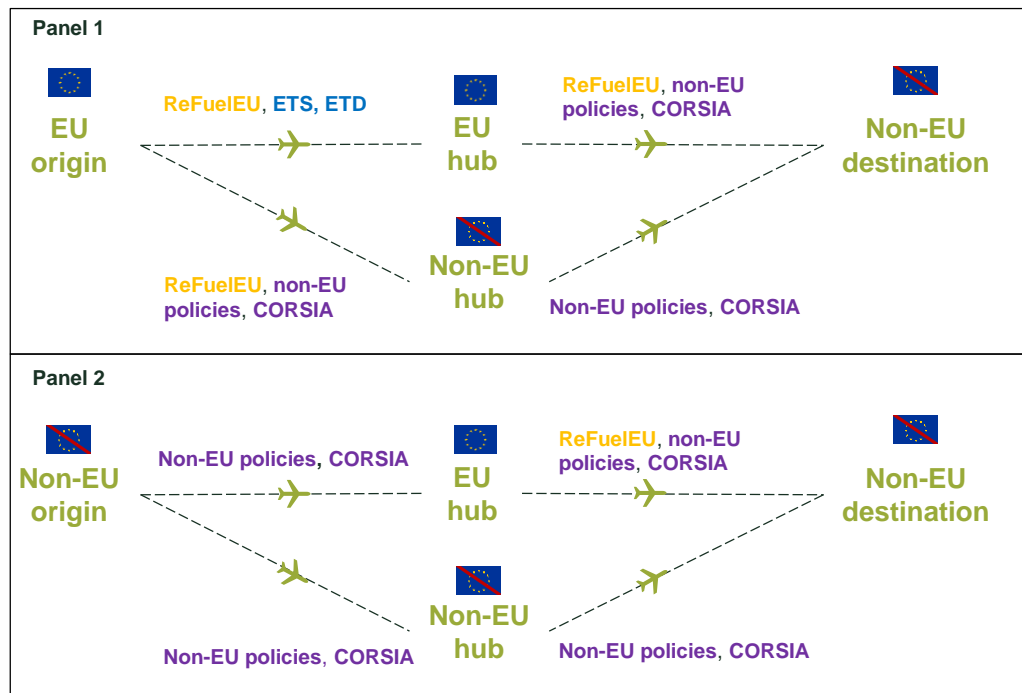 Panel 1
EU
origin
ReFuelEU, ETS, ETD
EU
hub
ReFuelEU, non-EU
policies, CORSIA
Non-EU
destination
ReFuelEU, non-EU
policies, CORSIA
Non-EU
hub
Non-EU policies, CORSIA
Panel 2
Non-EU
origin
Non-EU policies, CORSIA
EU
hub
ReFuelEU, non-EU
policies, CORSIA
Non-EU
destination
Non-EU policies, CORSIA
Non-EU
hub
Non-EU policies, CORSIA